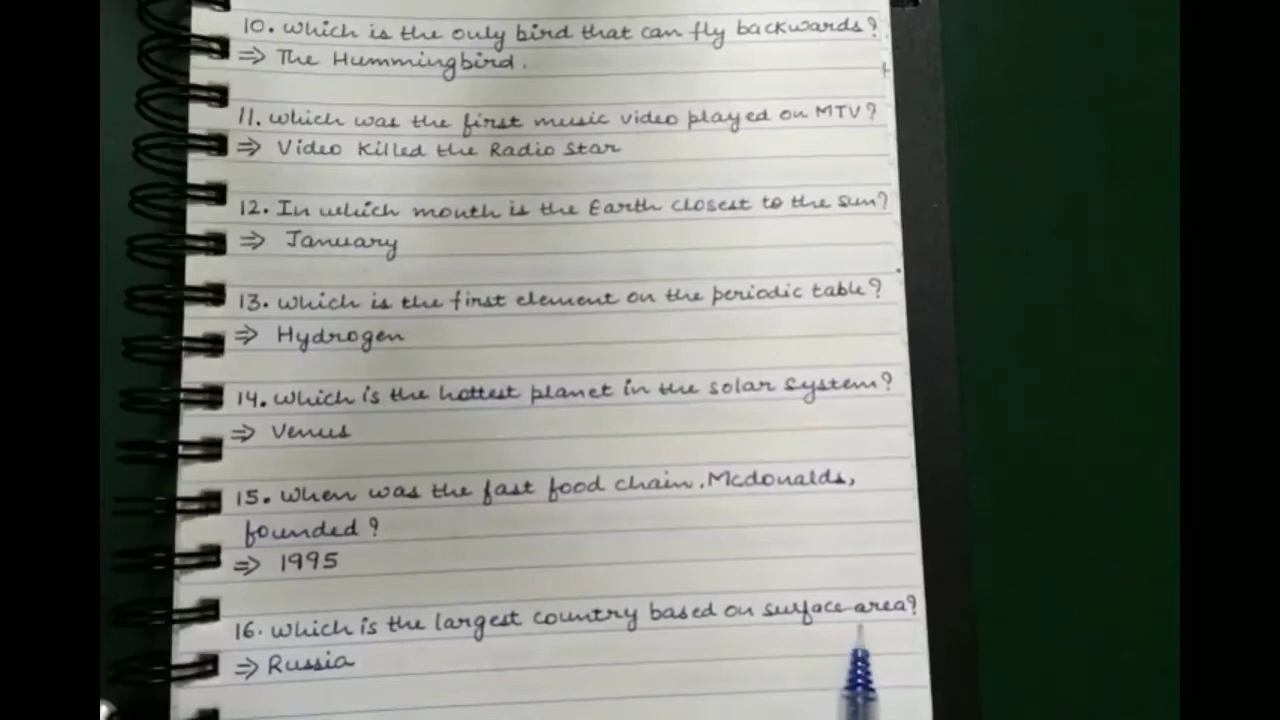 10. Which is the only bird that can fly backwards?
⇒ The Hummingbird.
11. Which was the first music video played on MTV?
⇒ Video Killed the Radio Star
12. In which month is the Earth closest to the sun?
⇒ January
13. Which is the first element on the periodic table?
⇒ Hydrogen
14. Which is the hottest planet in the solar system?
⇒ Venus
15. When was the fast food chain, Mcdonalds,
founded?
⇒ 1995
16. Which is the largest country based on surface area?
⇒ Russia